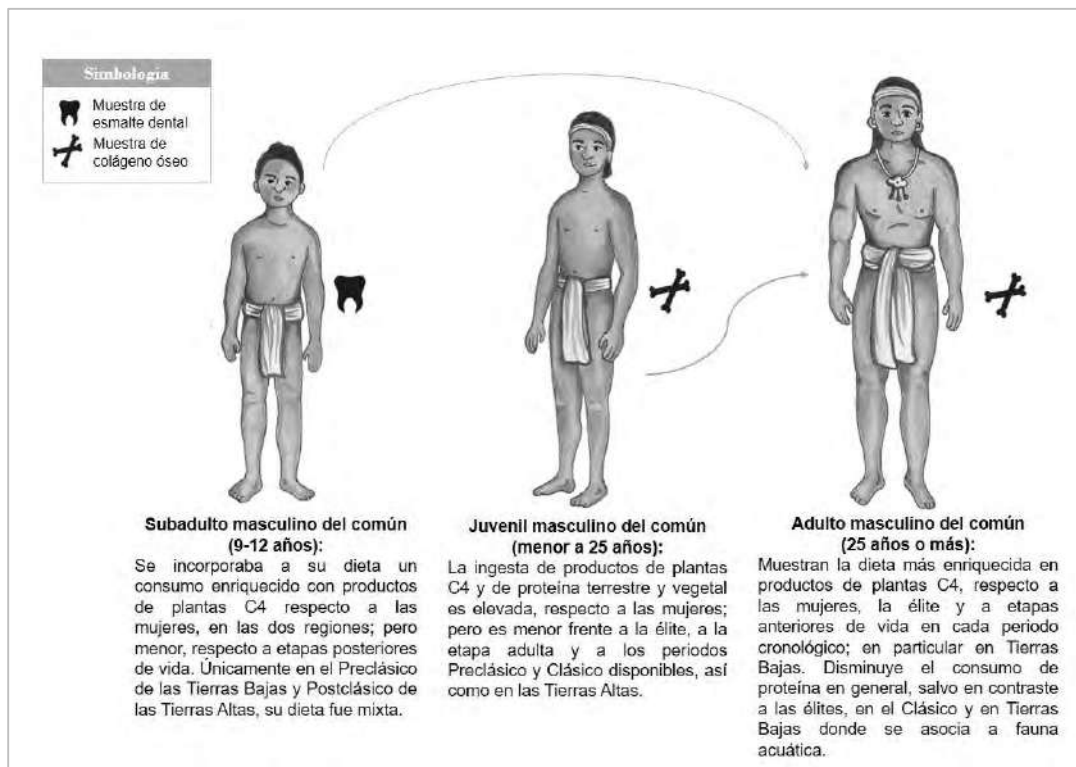 Simbología
Muestra de
esmalte dental
Muestra de
colágeno óseo
Subadulto masculino del común
(9-12 años):
Se incorporaba a su dieta un
consumo enriquecido con productos
de plantas C4 respecto a las
mujeres, en las dos regiones; pero
menor, respecto a etapas posteriores
de vida. Únicamente en el Preclásico
de las Tierras Bajas y Postclásico de
las Tierras Altas, su dieta fue mixta.
Juvenil masculino del común
(menor a 25 años):
La ingesta de productos de plantas
C4 y de proteína terrestre y vegetal
es elevada, respecto a las mujeres;
pero es menor frente a la élite, a la
etapa adulta y a los periodos
Preclásico y Clásico disponibles, así
como en las Tierras Altas.
Adulto masculino del común
(25 años o más):
Muestran la dieta más enriquecida en
productos de plantas C4, respecto a
las mujeres, la élite y a etapas
anteriores de vida en cada periodo
cronológico; en particular en Tierras
Bajas. Disminuye el consumo de
proteína en general, salvo en contraste
a las élites, en el Clásico y en Tierras
Bajas donde se asocia a fauna
acuática.